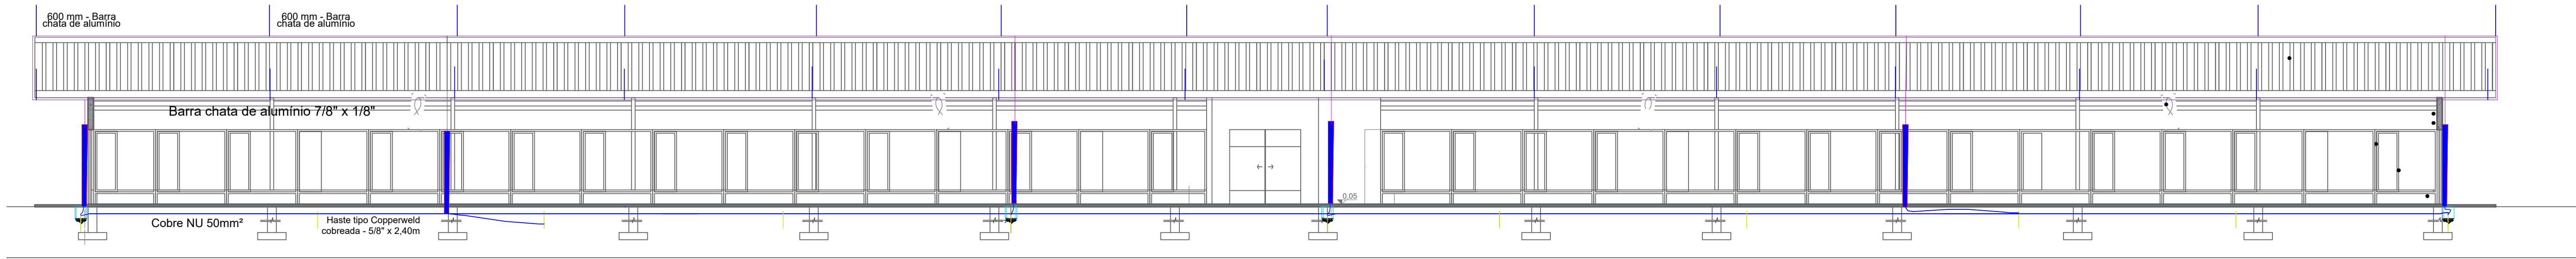 600 mm - Barra
chata de alumínio
600 mm - Barra
chata de alumínio
Barra chata de alumínio 7/8" x 1/8"
0,05
Cobre NU 50mm²
Haste tipo Copperweld
cobreada - 5/8" x 2,40m